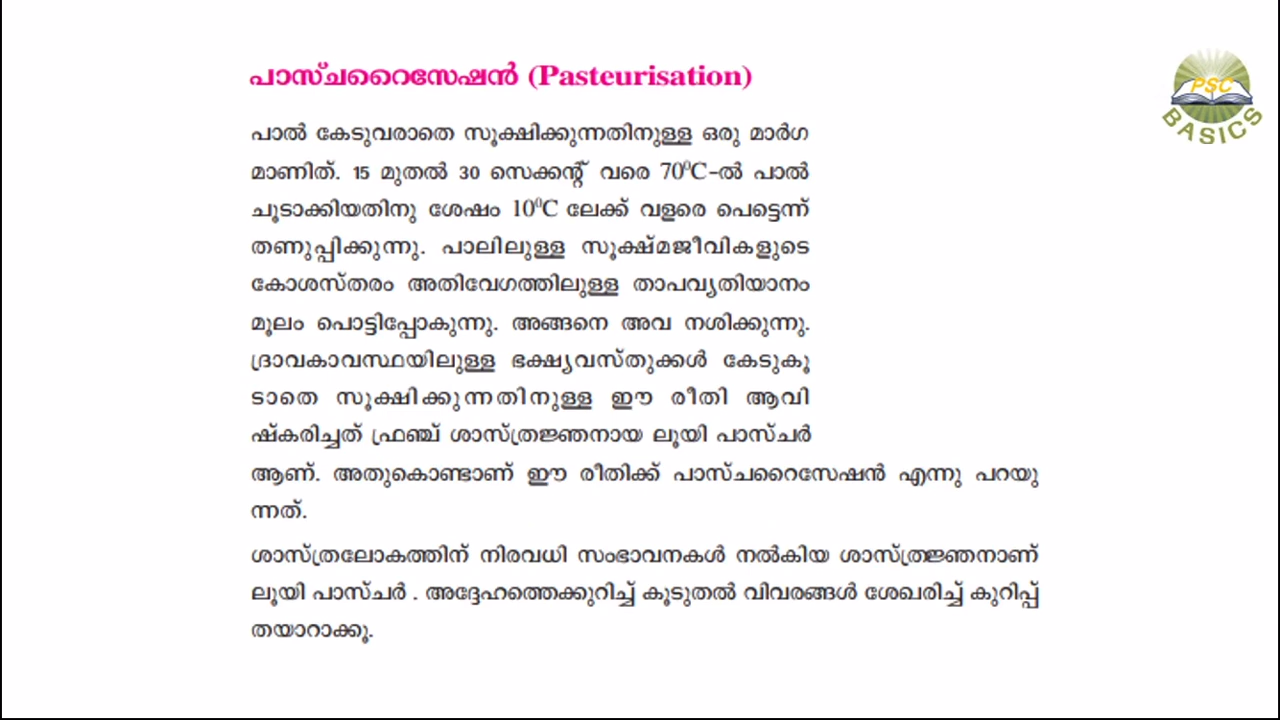 പാസ്ചറൈസേഷൻ (Pasteurisation)
PSC
BASICS
പാൽ കേടുവരാതെ സൂക്ഷിക്കുന്നതിനുള്ള ഒരു മാർഗ
മാണിത്. 15 മുതൽ 30 സെക്കന്റ് വരെ 70⁰C-ൽ പാൽ
ചൂടാക്കിയതിനു ശേഷം 10⁰C ലേക്ക് വളരെ പെട്ടെന്ന്
തണുപ്പിക്കുന്നു. പാലിലുള്ള സൂക്ഷ്മജീവികളുടെ
കോശസ്തരം അതിവേഗത്തിലുള്ള താപവ്യതിയാനം
മൂലം പൊട്ടിപ്പോകുന്നു. അങ്ങനെ അവ നശിക്കുന്നു.
ദ്രാവകാവസ്ഥയിലുള്ള ഭക്ഷ്യവസ്തുക്കൾ കേടുകൂ
ടാതെ സൂക്ഷിക്കുന്നതിനുള്ള ഈ രീതി ആവി
ഷ്കരിച്ചത് ഫ്രഞ്ച് ശാസ്ത്രജ്ഞനായ ലൂയി പാസ്ചർ
ആണ്. അതുകൊണ്ടാണ് ഈ രീതിക്ക് പാസ്ചറൈസേഷൻ എന്നു പറയു
ന്നത്.
ശാസ്ത്രലോകത്തിന് നിരവധി സംഭാവനകൾ നൽകിയ ശാസ്ത്രജ്ഞനാണ്
ലൂയി പാസ്ചർ . അദ്ദേഹത്തെക്കുറിച്ച് കൂടുതൽ വിവരങ്ങൾ ശേഖരിച്ച് കുറിപ്പ്
തയാറാക്കൂ.